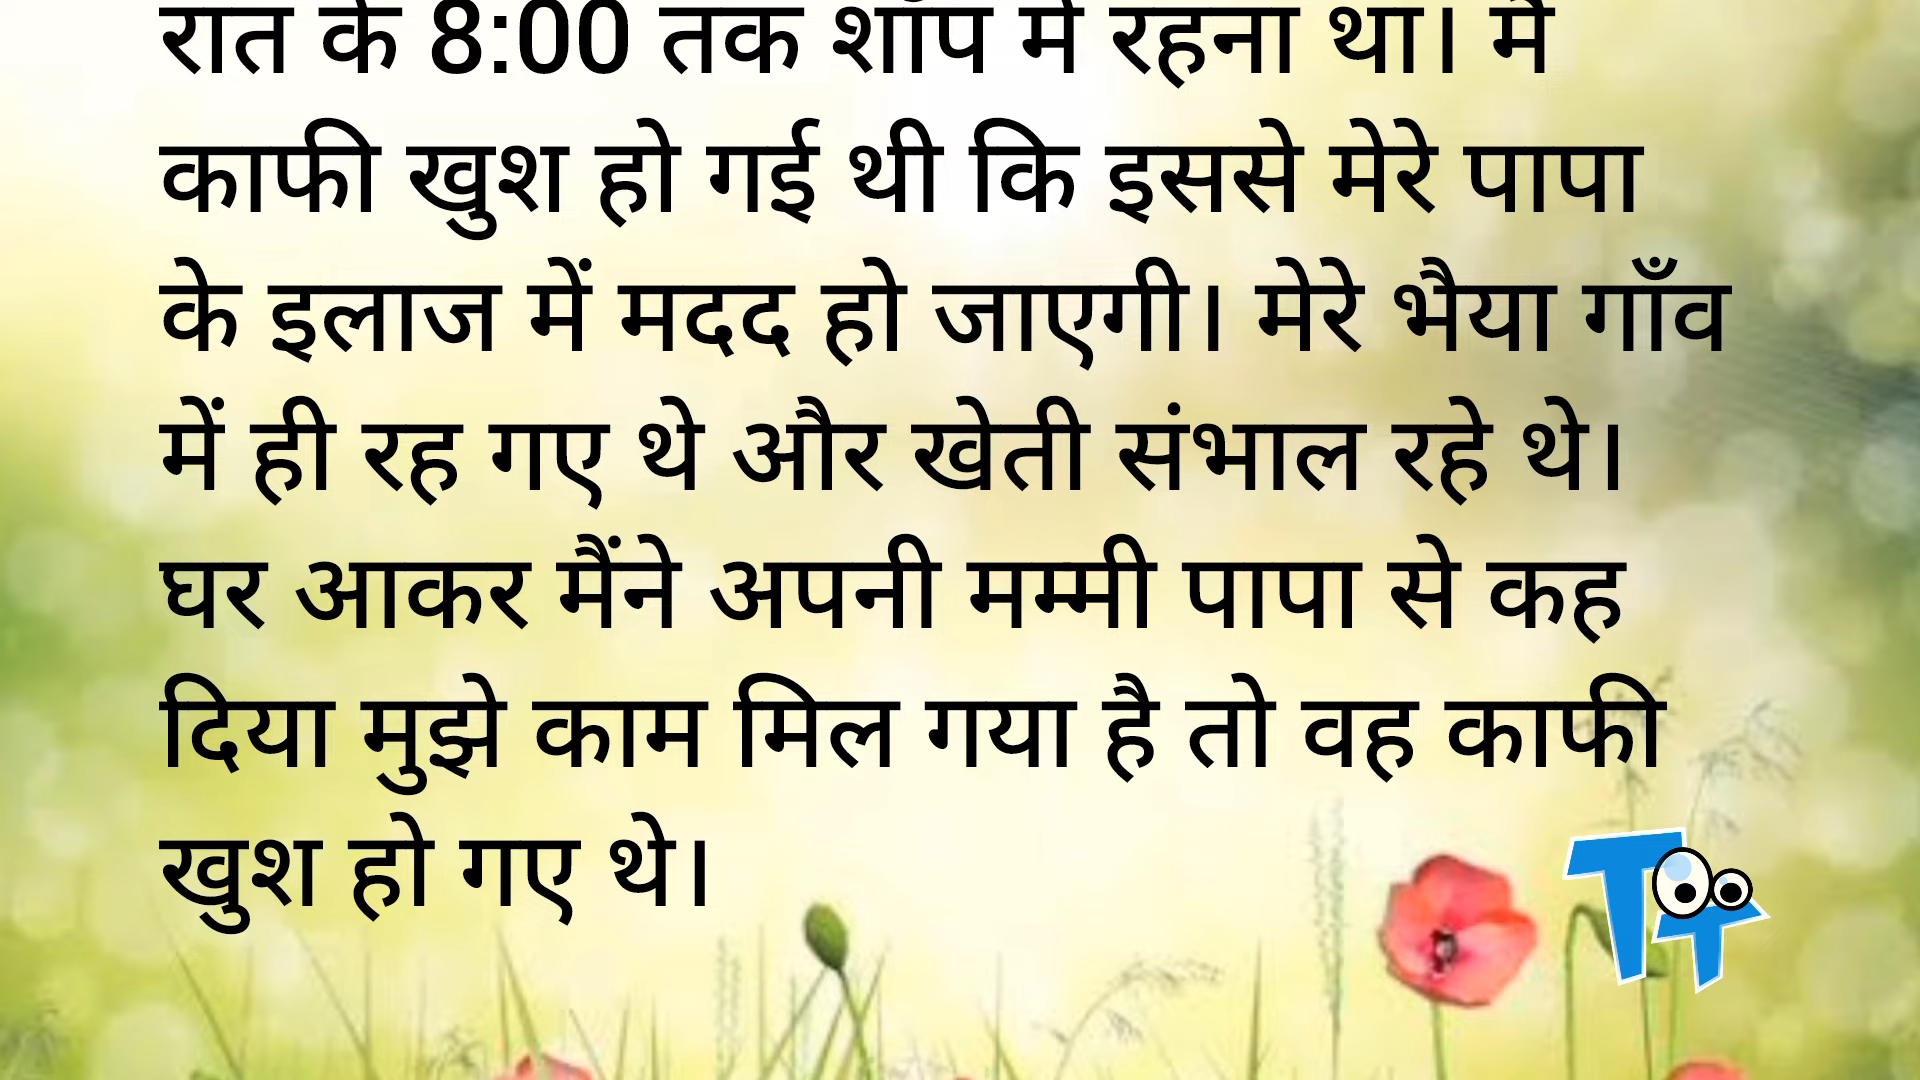 रात के 8:00 तक शॉप में रहना था। मैं
काफी खुश हो गई थी कि इससे मेरे पापा
के इलाज में मदद हो जाएगी। मेरे भैया गाँव
में ही रह गए थे और खेती संभाल रहे थे।
घर आकर मैंने अपनी मम्मी पापा से कह
दिया मुझे काम मिल गया है तो वह काफी
खुश हो गए थे।
TT